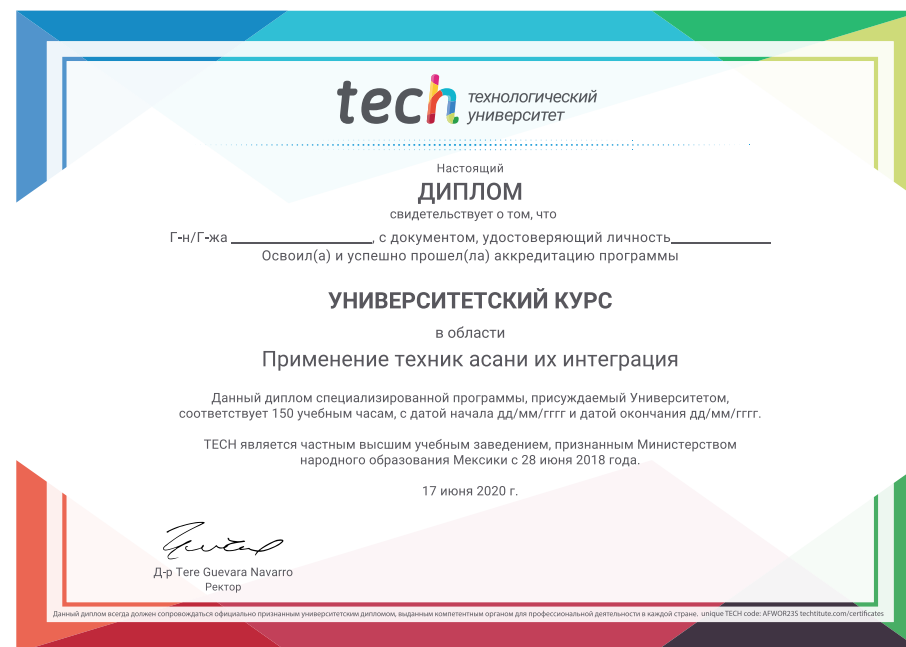 tech технологический
университет
Настоящий
ДИПЛОМ
свидетельствует о том, что
Г-н/Г-жа __________________, с документом, удостоверяющий личность_____________
Освоил(а) и успешно прошел(ла) аккредитацию программы
УНИВЕРСИТЕТСКИЙ КУРС
в области
Применение техник асани их интеграция
Данный диплом специализированной программы, присуждаемый Университетом,
соответствует 150 учебным часам, с датой начала дд/мм/гггг и датой окончания дд/мм/гггг.
TECH является частным высшим учебным заведением, признанным Министерством
народного образования Мексики с 28 июня 2018 года.
17 июня 2020 г.
Д-р Tere Guevara Navarro
Ректор
Данный диплом всегда должен сопровождаться официально признанным университетским дипломом, выданным компетентным органом для профессиональной деятельности в каждой стране. unique TECH code: AFWOR23S techtitute.com/certificates